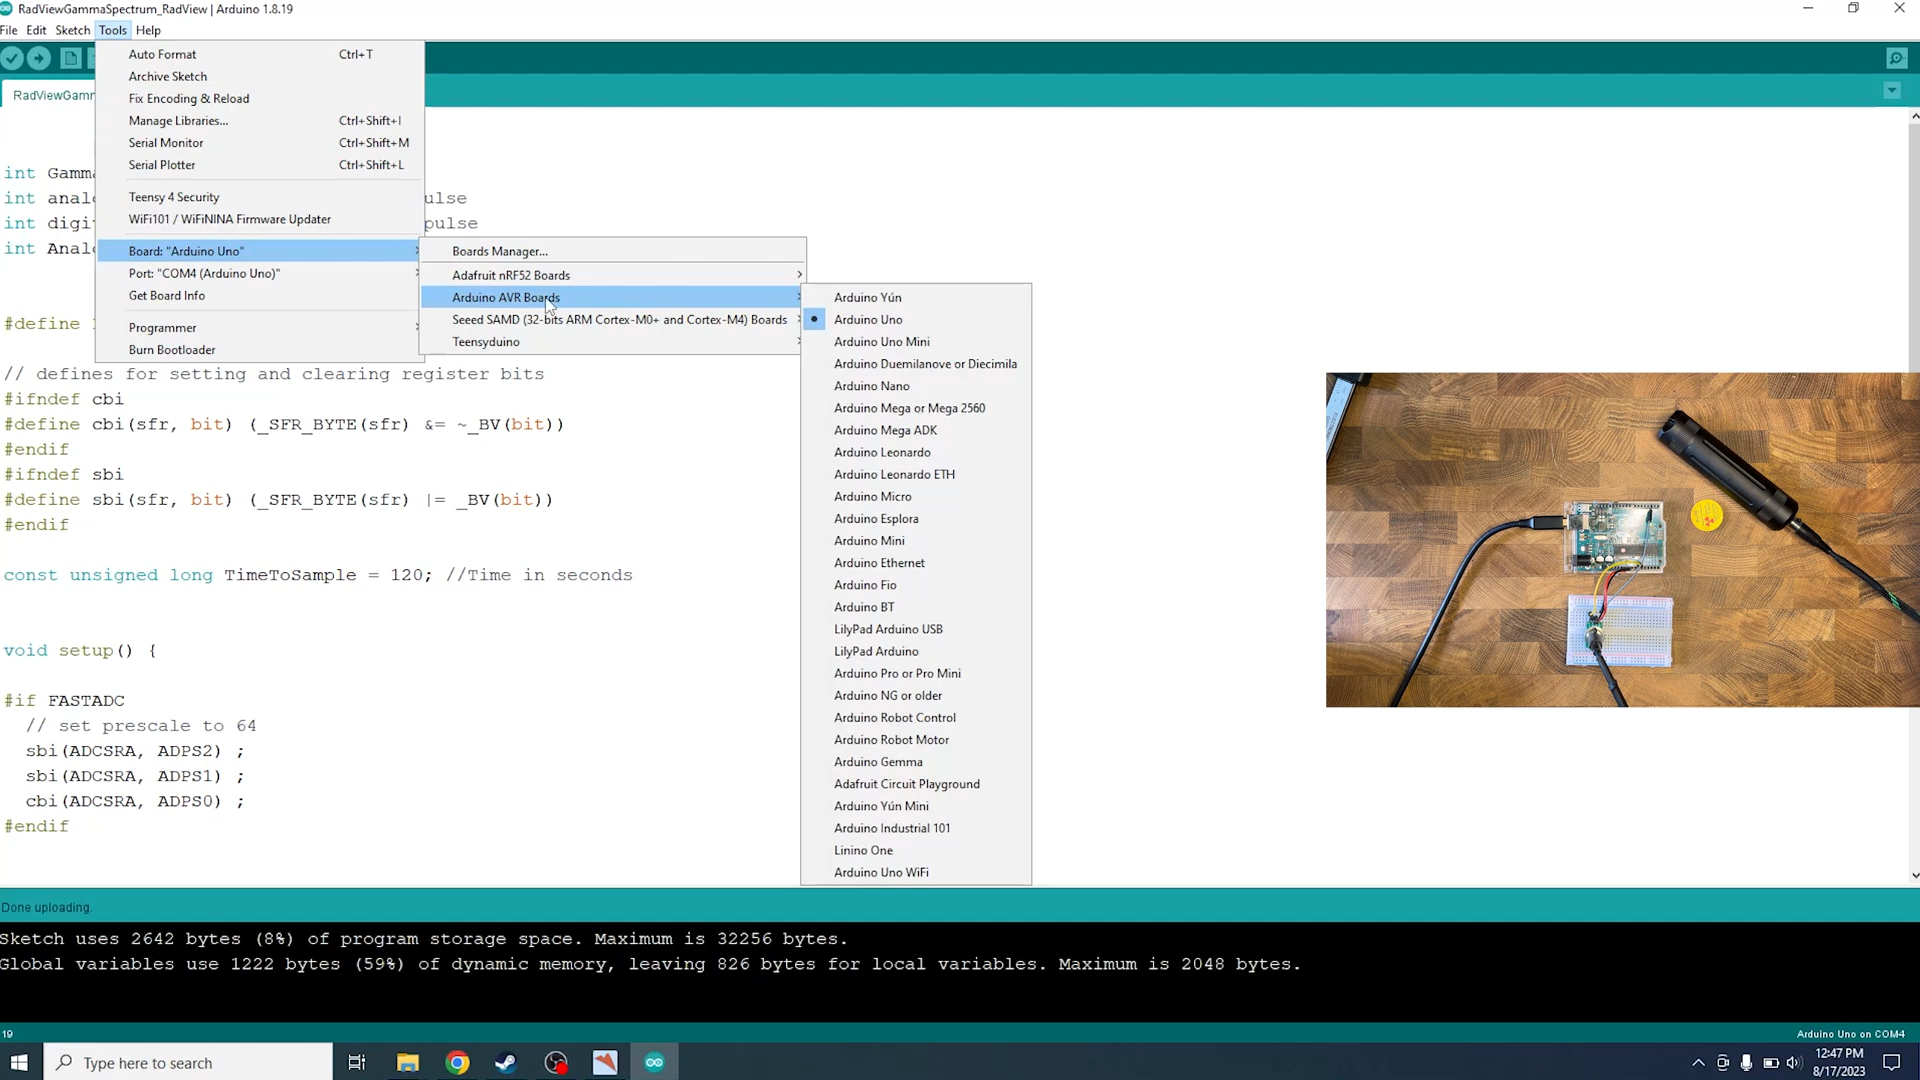 RadViewGammaSpectrum_RadView | Arduino 1.8.19
File Edit Sketch Tools Help
RadViewGamm
Auto Format Ctrl+T
Archive Sketch
Fix Encoding & Reload
Manage Libraries... Ctrl+Shift+I
Serial Monitor Ctrl+Shift+M
Serial Plotter Ctrl+Shift+L
Teensy 4 Security
WiFi101 / WiFiNINA Firmware Updater
Board: "Arduino Uno"
Port: "COM4 (Arduino Uno)"
Get Board Info
Programmer
Burn Bootloader
Boards Manager...
Adafruit nRF52 Boards
Arduino AVR Boards
Seeed SAMD (32-bits ARM Cortex-M0+ and Cortex-M4) Boards
Teensyduino
Arduino Yún
Arduino Uno
Arduino Uno Mini
Arduino Duemilanove or Diecimila
Arduino Nano
Arduino Mega or Mega 2560
Arduino Mega ADK
Arduino Leonardo
Arduino Leonardo ETH
Arduino Micro
Arduino Esplora
Arduino Mini
Arduino Ethernet
Arduino Fio
Arduino BT
LilyPad Arduino USB
LilyPad Arduino
Arduino Pro or Pro Mini
Arduino NG or older
Arduino Robot Control
Arduino Robot Motor
Arduino Gemma
Adafruit Circuit Playground
Arduino Yún Mini
Arduino Industrial 101
Linino One
Arduino Uno WiFi
int Gamma
int analo ulse
int digi pulse
int Anal
#define
// defines for setting and clearing register bits
#ifndef cbi
#define cbi(sfr, bit) (_SFR_BYTE(sfr) &= ~_BV(bit))
#endif
#ifndef sbi
#define sbi(sfr, bit) (_SFR_BYTE(sfr) |= _BV(bit))
#endif
const unsigned long TimeToSample = 120; //Time in seconds
void setup() {
#if FASTADC
// set prescale to 64
sbi(ADCSRA, ADPS2) ;
sbi(ADCSRA, ADPS1) ;
cbi(ADCSRA, ADPS0) ;
#endif
Done uploading.
Sketch uses 2642 bytes (8%) of program storage space. Maximum is 32256 bytes.
Global variables use 1222 bytes (59%) of dynamic memory, leaving 826 bytes for local variables. Maximum is 2048 bytes.
19
Arduino Uno on COM4
Type here to search
12:47 PM
8/17/2023